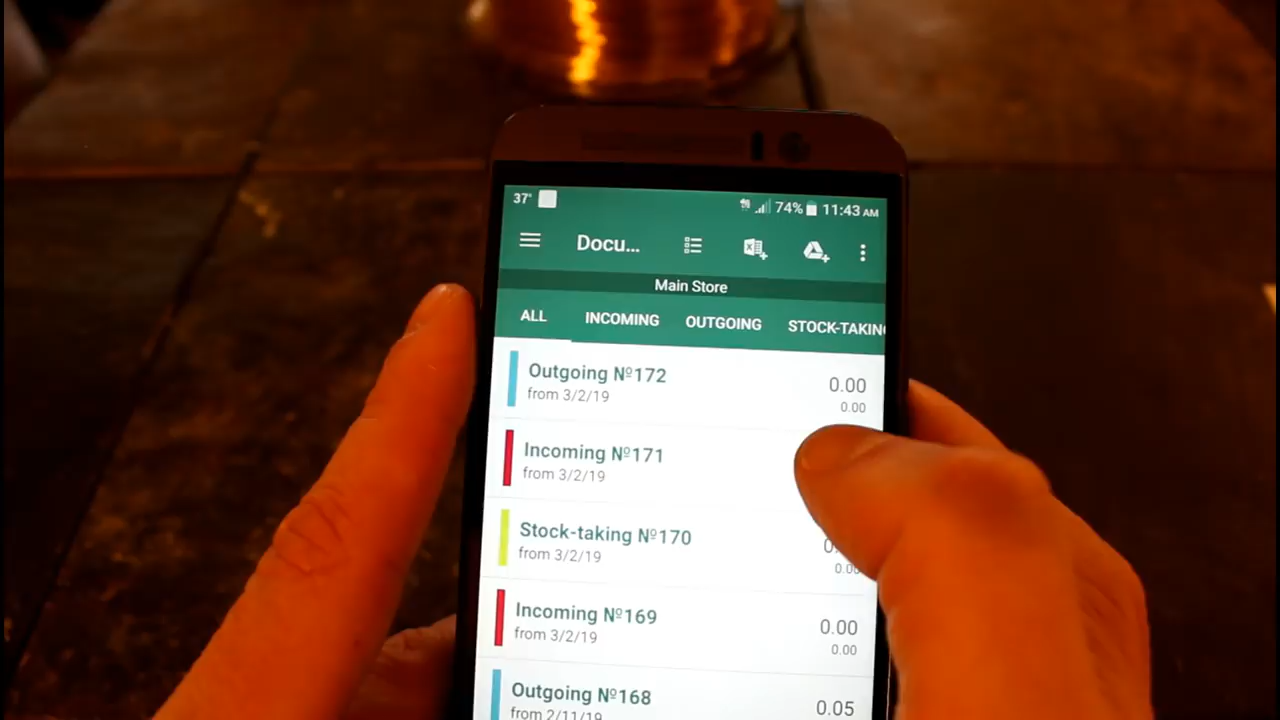 37° 74% 11:43 AM
Docu...
Main Store
ALL INCOMING OUTGOING STOCK-TAKING
Outgoing №172 0.00
from 3/2/19 0.00
Incoming №171
from 3/2/19
Stock-taking №170
from 3/2/19 0.00
Incoming №169 0.00
from 3/2/19 0.00
Outgoing №168 0.05
from 2/11/19